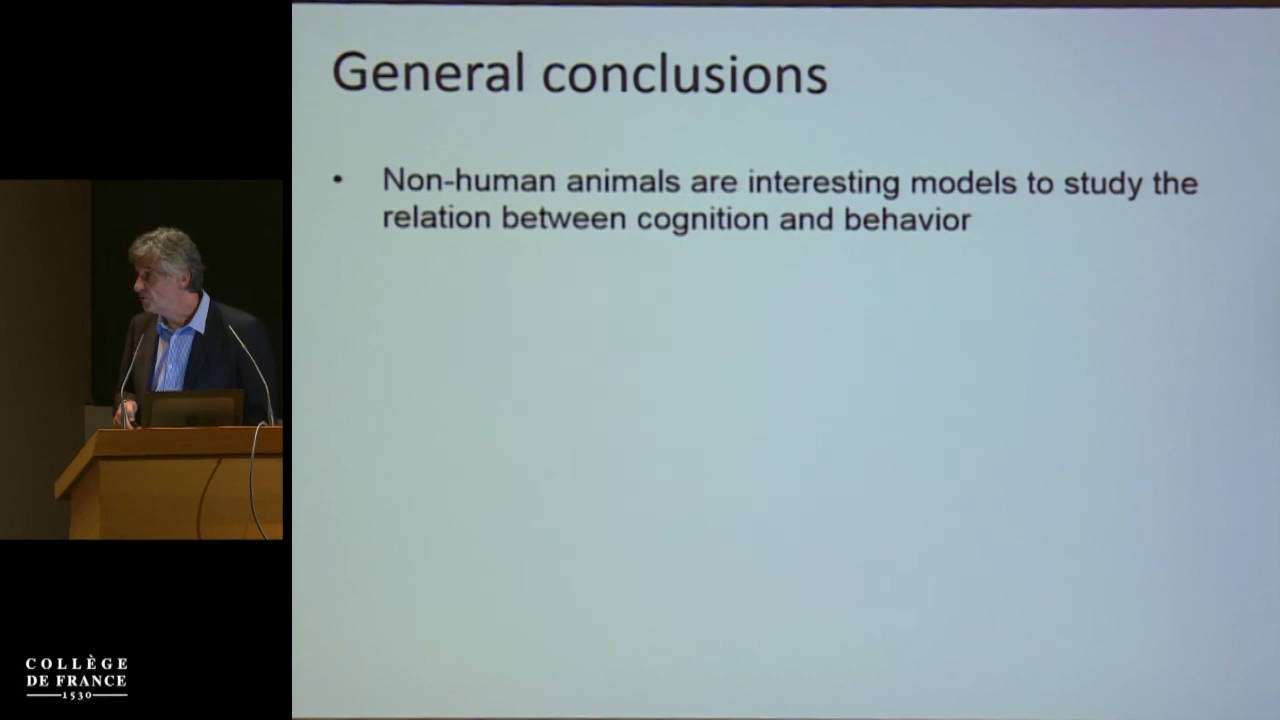 General conclusions
• Non-human animals are interesting models to study the
relation between cognition and behavior
COLLÈGE
DE FRANCE
1530